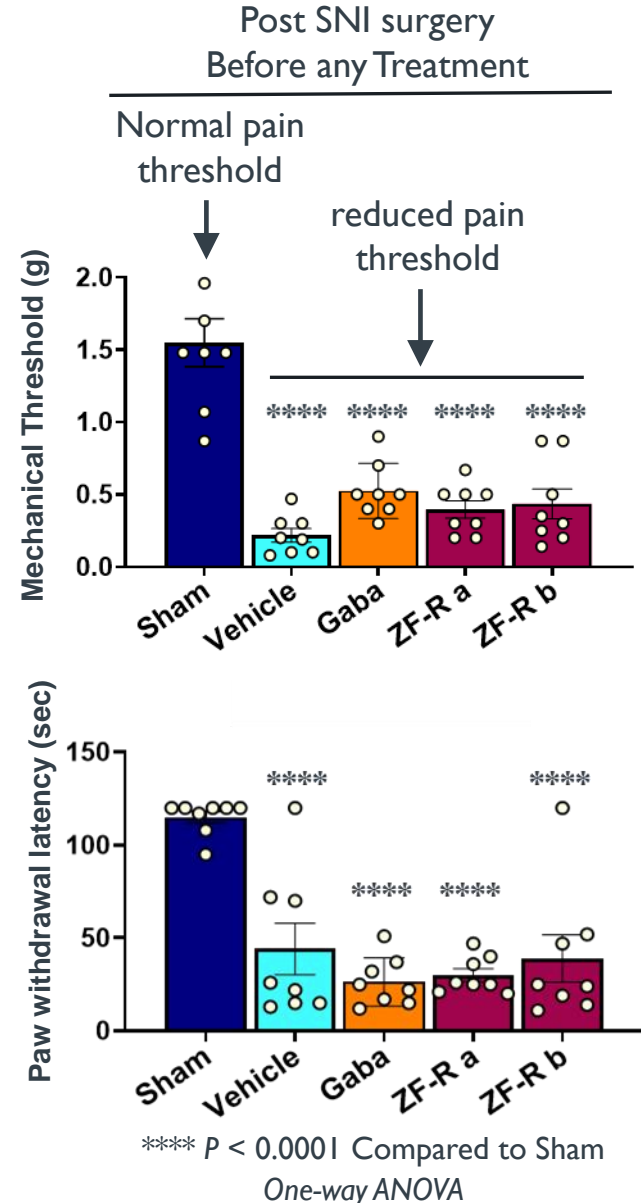 Post SNI surgery
Before any Treatment
Normal pain
threshold
reduced pain
threshold
Mechanical Threshold (g)
2.0
1.5
1.0
0.5
0.0
**** **** **** ****
Sham Vehicle Gaba ZF-R a ZF-R b
Paw withdrawal latency (sec)
150
100
50
0
**** ****
**** ****
Sham Vehicle Gaba ZF-R a ZF-R b
**** P < 0.0001 Compared to Sham
One-way ANOVA